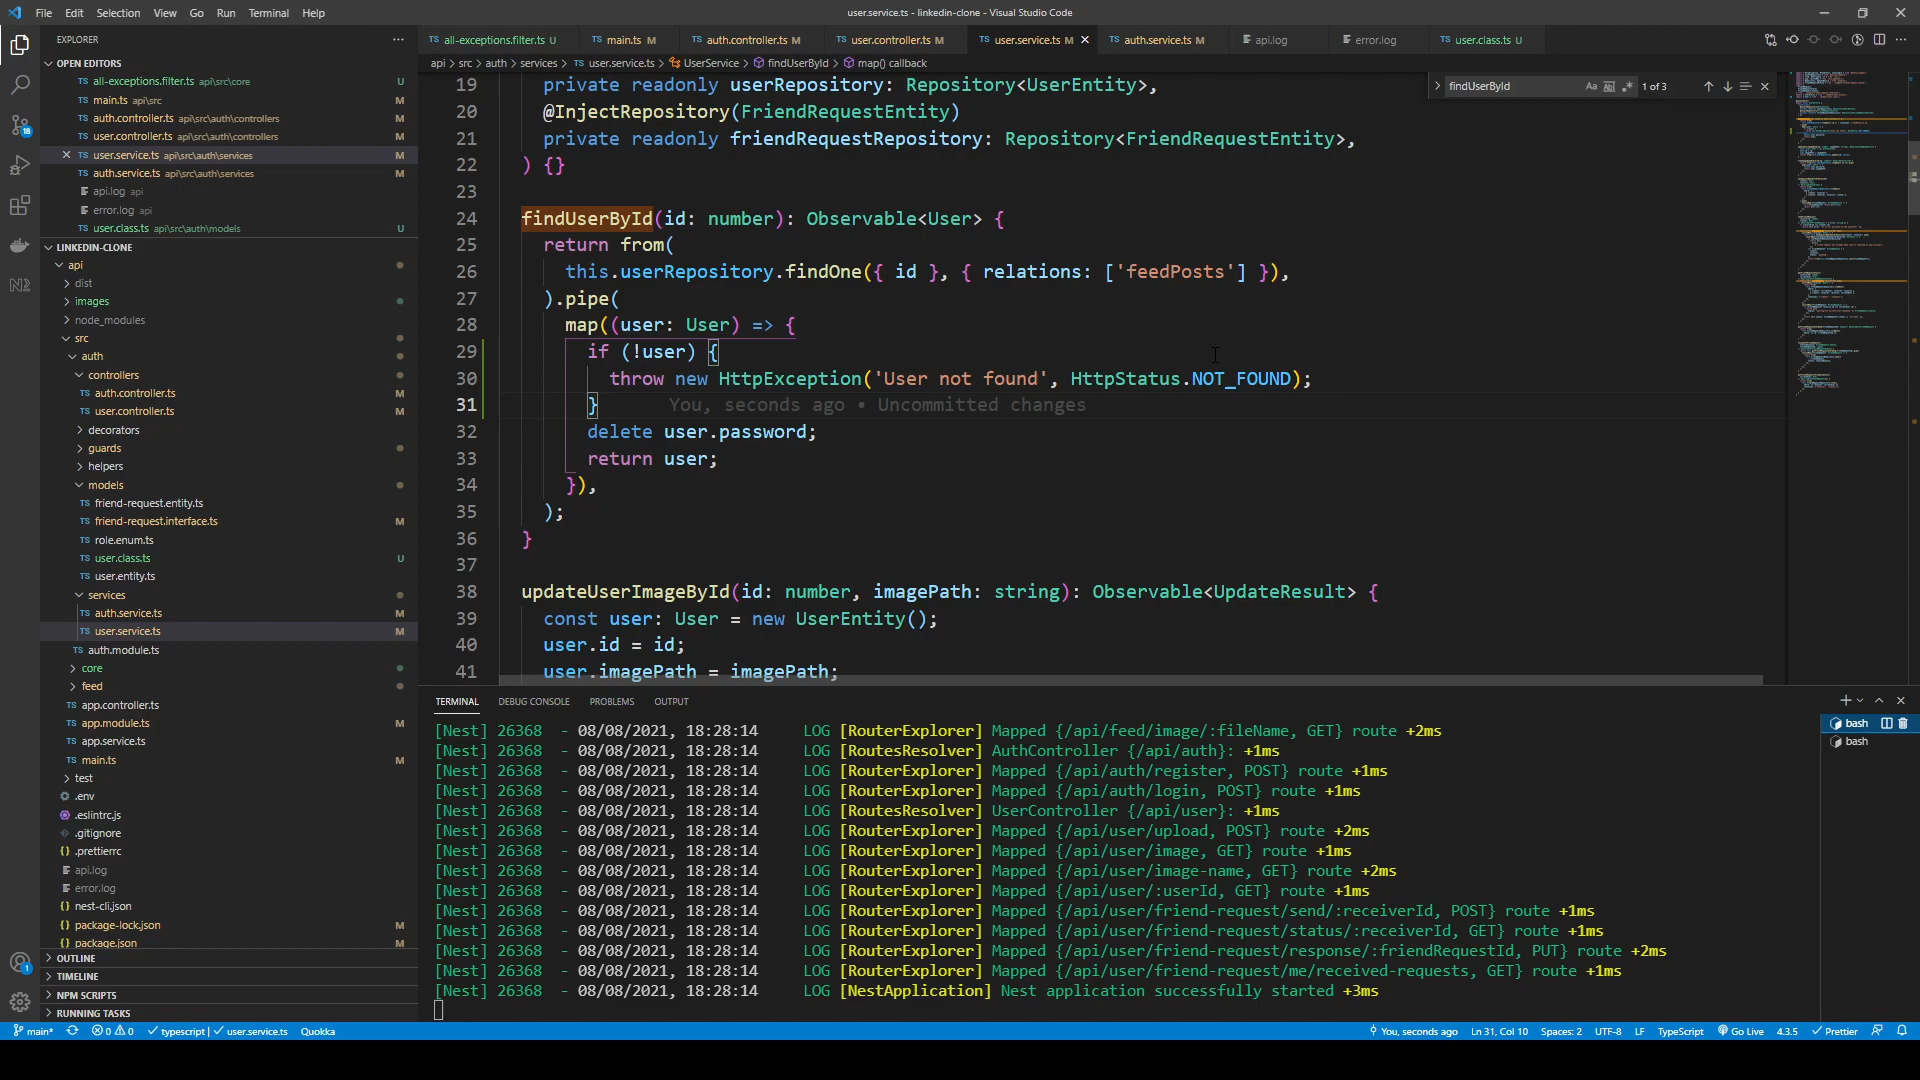 File Edit Selection View Go Run Terminal Help
user.service.ts - linkedin-clone - Visual Studio Code
EXPLORER
OPEN EDITORS
all-exceptions.filter.ts api\src\core U
main.ts api\src M
auth.controller.ts api\src\auth\controllers M
user.controller.ts api\src\auth\controllers M
user.service.ts api\src\auth\services M
auth.service.ts api\src\auth\services M
api.log api
error.log api
user.class.ts api\src\auth\models U
LINKEDIN-CLONE
api
dist
images
node_modules
src
auth
controllers
TS auth.controller.ts M
TS user.controller.ts M
decorators
guards
helpers
models
TS friend-request.entity.ts
TS friend-request.interface.ts M
TS role.enum.ts
TS user.class.ts U
TS user.entity.ts
services
TS auth.service.ts M
TS user.service.ts M
TS auth.module.ts
core
feed
TS app.controller.ts
TS app.module.ts M
TS app.service.ts
TS main.ts M
test
.env
.eslintrc.js
.gitignore
.prettierrc
api.log
error.log
nest-cli.json
package-lock.json M
package.json M
OUTLINE
TIMELINE
NPM SCRIPTS
RUNNING TASKS
TS all-exceptions.filter.ts U TS main.ts M TS auth.controller.ts M TS user.controller.ts M TS user.service.ts M TS auth.service.ts M api.log error.log TS user.class.ts U
api > src > auth > services > TS user.service.ts > UserService > findUserById > map() callback
findUserById Aa ab .* 1 of 3
19 private readonly userRepository: Repository<UserEntity>,
20 @InjectRepository(FriendRequestEntity)
21 private readonly friendRequestRepository: Repository<FriendRequestEntity>,
22 ) {}
23
24 findUserById(id: number): Observable<User> {
25 return from(
26 this.userRepository.findOne({ id }, { relations: ['feedPosts'] }),
27 ).pipe(
28 map((user: User) => {
29 if (!user) {
30 throw new HttpException('User not found', HttpStatus.NOT_FOUND);
31 } You, seconds ago • Uncommitted changes
32 delete user.password;
33 return user;
34 }),
35 );
36 }
37
38 updateUserImageById(id: number, imagePath: string): Observable<UpdateResult> {
39 const user: User = new UserEntity();
40 user.id = id;
41 user.imagePath = imagePath;
TERMINAL DEBUG CONSOLE PROBLEMS OUTPUT
[Nest] 26368 - 08/08/2021, 18:28:14 LOG [RouterExplorer] Mapped {/api/feed/image/:fileName, GET} route +2ms
[Nest] 26368 - 08/08/2021, 18:28:14 LOG [RoutesResolver] AuthController {/api/auth}: +1ms
[Nest] 26368 - 08/08/2021, 18:28:14 LOG [RouterExplorer] Mapped {/api/auth/register, POST} route +1ms
[Nest] 26368 - 08/08/2021, 18:28:14 LOG [RouterExplorer] Mapped {/api/auth/login, POST} route +1ms
[Nest] 26368 - 08/08/2021, 18:28:14 LOG [RoutesResolver] UserController {/api/user}: +1ms
[Nest] 26368 - 08/08/2021, 18:28:14 LOG [RouterExplorer] Mapped {/api/user/upload, POST} route +2ms
[Nest] 26368 - 08/08/2021, 18:28:14 LOG [RouterExplorer] Mapped {/api/user/image, GET} route +1ms
[Nest] 26368 - 08/08/2021, 18:28:14 LOG [RouterExplorer] Mapped {/api/user/image-name, GET} route +2ms
[Nest] 26368 - 08/08/2021, 18:28:14 LOG [RouterExplorer] Mapped {/api/user/:userId, GET} route +1ms
[Nest] 26368 - 08/08/2021, 18:28:14 LOG [RouterExplorer] Mapped {/api/user/friend-request/send/:receiverId, POST} route +1ms
[Nest] 26368 - 08/08/2021, 18:28:14 LOG [RouterExplorer] Mapped {/api/user/friend-request/status/:receiverId, GET} route +1ms
[Nest] 26368 - 08/08/2021, 18:28:14 LOG [RouterExplorer] Mapped {/api/user/friend-request/response/:friendRequestId, PUT} route +2ms
[Nest] 26368 - 08/08/2021, 18:28:14 LOG [RouterExplorer] Mapped {/api/user/friend-request/me/received-requests, GET} route +1ms
[Nest] 26368 - 08/08/2021, 18:28:14 LOG [NestApplication] Nest application successfully started +3ms
bash
bash
main* 0 0 typescript | user.service.ts Quokka
You, seconds ago Ln 31, Col 10 Spaces: 2 UTF-8 LF TypeScript Go Live 4.3.5 Prettier